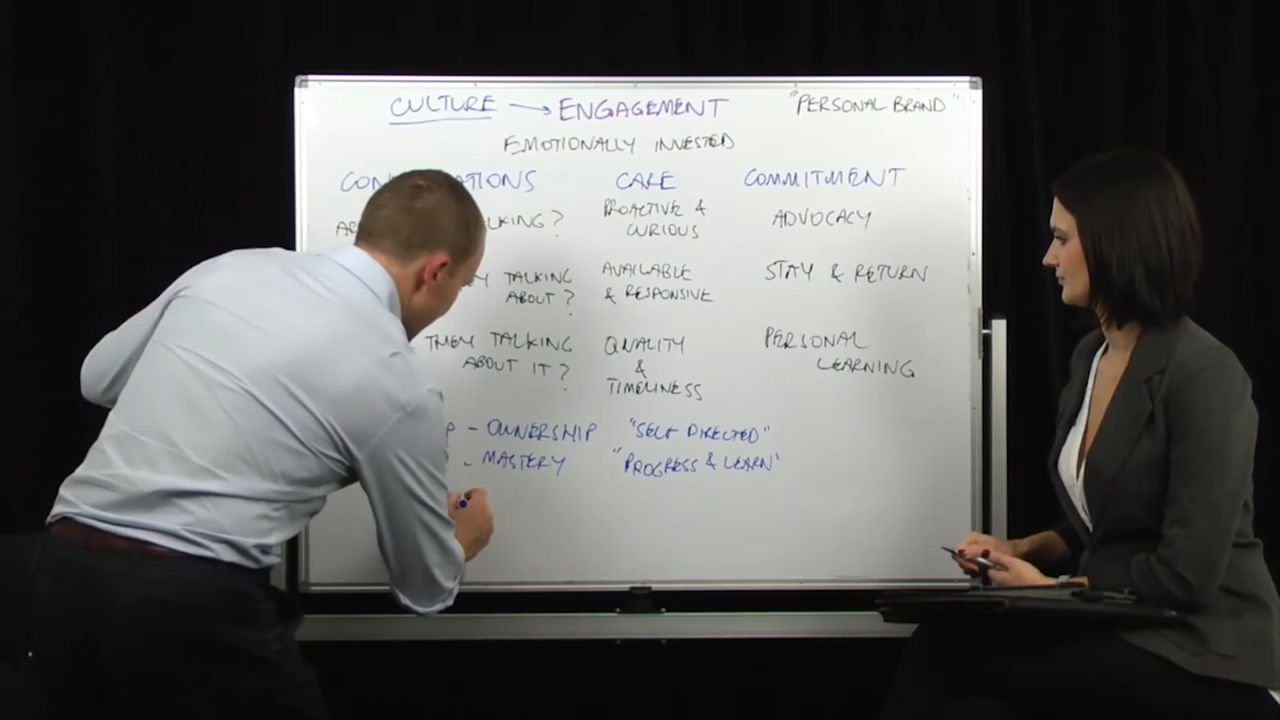 CULTURE → ENGAGEMENT
"PERSONAL BRAND"
EMOTIONALLY INVESTED
CARE
COMMITMENT
PROACTIVE &
CURIOUS
ADVOCACY
TALKING
ABOUT?
AVAILABLE
& RESPONSIVE
STAY & RETURN
THEY TALKING
ABOUT IT?
QUALITY
&
TIMELINESS
PERSONAL
LEARNING
- OWNERSHIP "SELF DIRECTED"
- MASTERY "PROGRESS & LEARN"